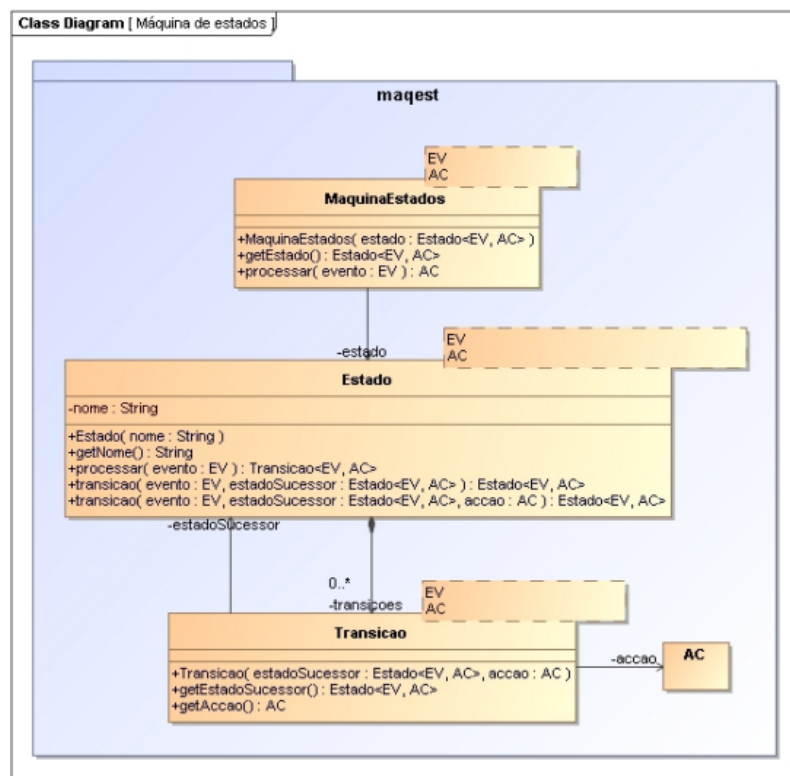 Class Diagram [ Máquina de estados ]
maqest
EV
AC
MaquinaEstados
+MaquinaEstados( estado : Estado<EV, AC> )
+getEstado() : Estado<EV, AC>
+processar( evento : EV ) : AC
-estado
EV
AC
Estado
-nome : String
+Estado( nome : String )
+getNome() : String
+processar( evento : EV ) : Transicao<EV, AC>
+transicao( evento : EV, estadoSucessor : Estado<EV, AC> ) : Estado<EV, AC>
+transicao( evento : EV, estadoSucessor : Estado<EV, AC>, accao : AC ) : Estado<EV, AC>
-estadoSucessor
0..*
-transicoes
EV
AC
Transicao
+Transicao( estadoSucessor : Estado<EV, AC>, accao : AC )
+getEstadoSucessor() : Estado<EV, AC>
+getAccao() : AC
-accao
AC